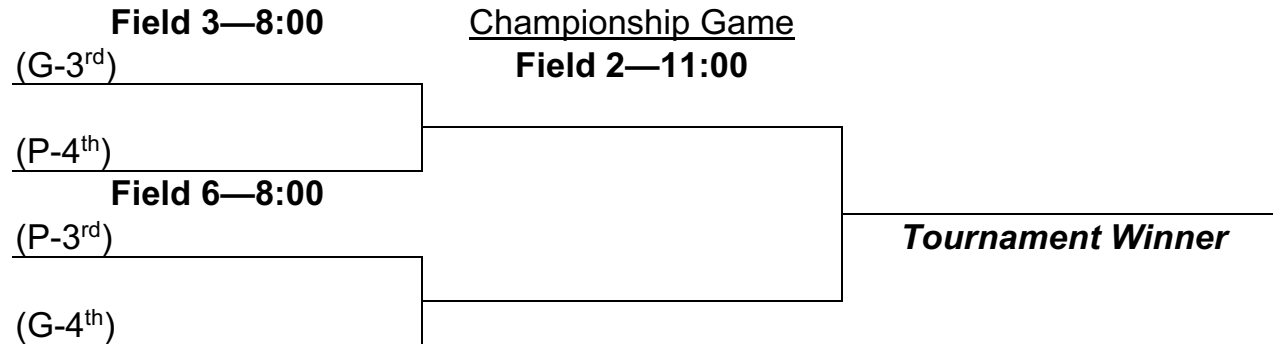 Field 3—8:00
Championship Game
(G-3rd)
Field 2—11:00
(P-4th)
Field 6—8:00
(P-3rd)
Tournament Winner
(G-4th)